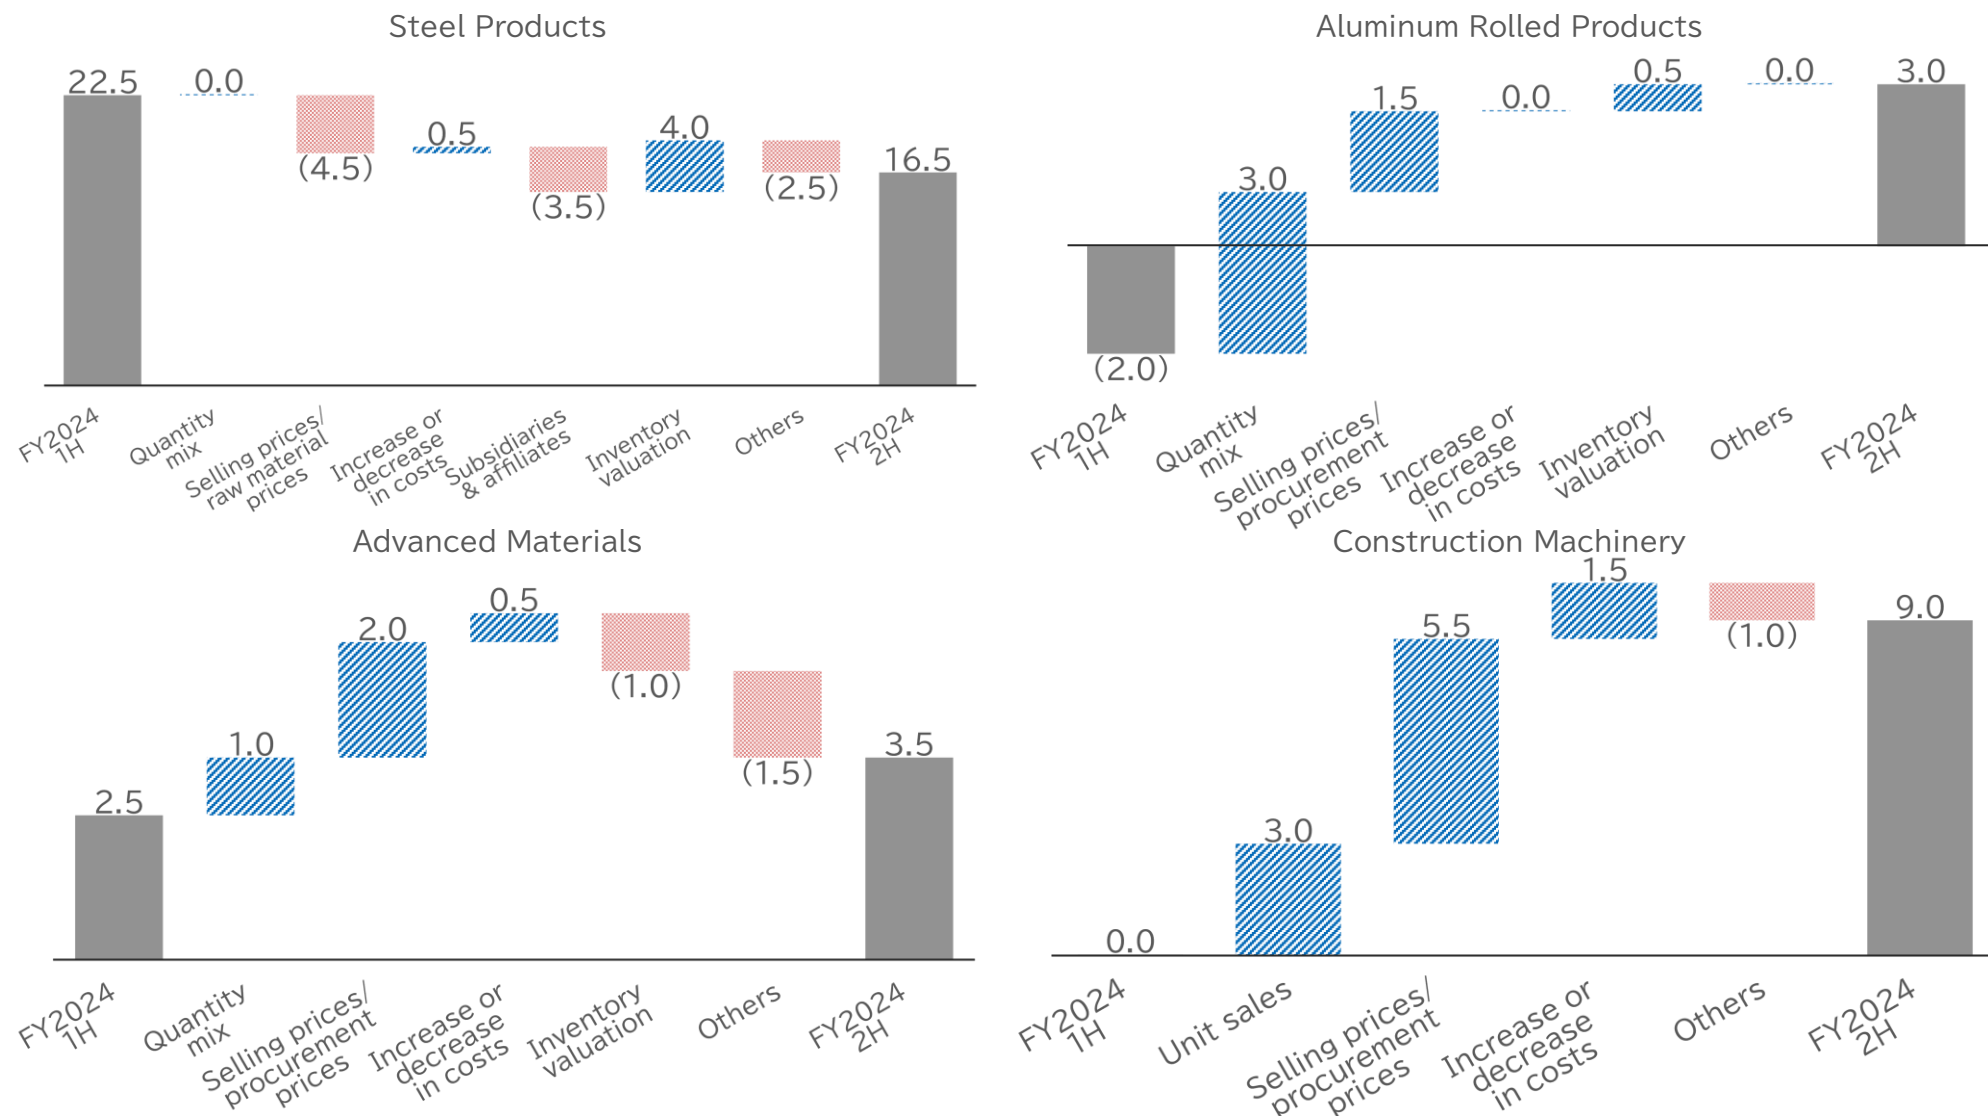 Steel Products
22.5
0.0
(4.5)
0.5
(3.5)
4.0
(2.5)
16.5
FY2024
1H
Quantity
mix
Selling prices/
raw material
prices
Increase or
decrease
in costs
Subsidiaries
& affiliates
Inventory
valuation
Others
FY2024
2H
Aluminum Rolled Products
(2.0)
3.0
1.5
0.0
0.5
0.0
3.0
FY2024
1H
Quantity
mix
Selling prices/
procurement
prices
Increase or
decrease
in costs
Inventory
valuation
Others
FY2024
2H
Advanced Materials
2.5
1.0
2.0
0.5
(1.0)
(1.5)
3.5
FY2024
1H
Quantity
mix
Selling prices/
procurement
prices
Increase or
decrease
in costs
Inventory
valuation
Others
FY2024
2H
Construction Machinery
0.0
3.0
5.5
1.5
(1.0)
9.0
FY2024
1H
Unit sales
Selling prices/
procurement
prices
Increase or
decrease
in costs
Others
FY2024
2H